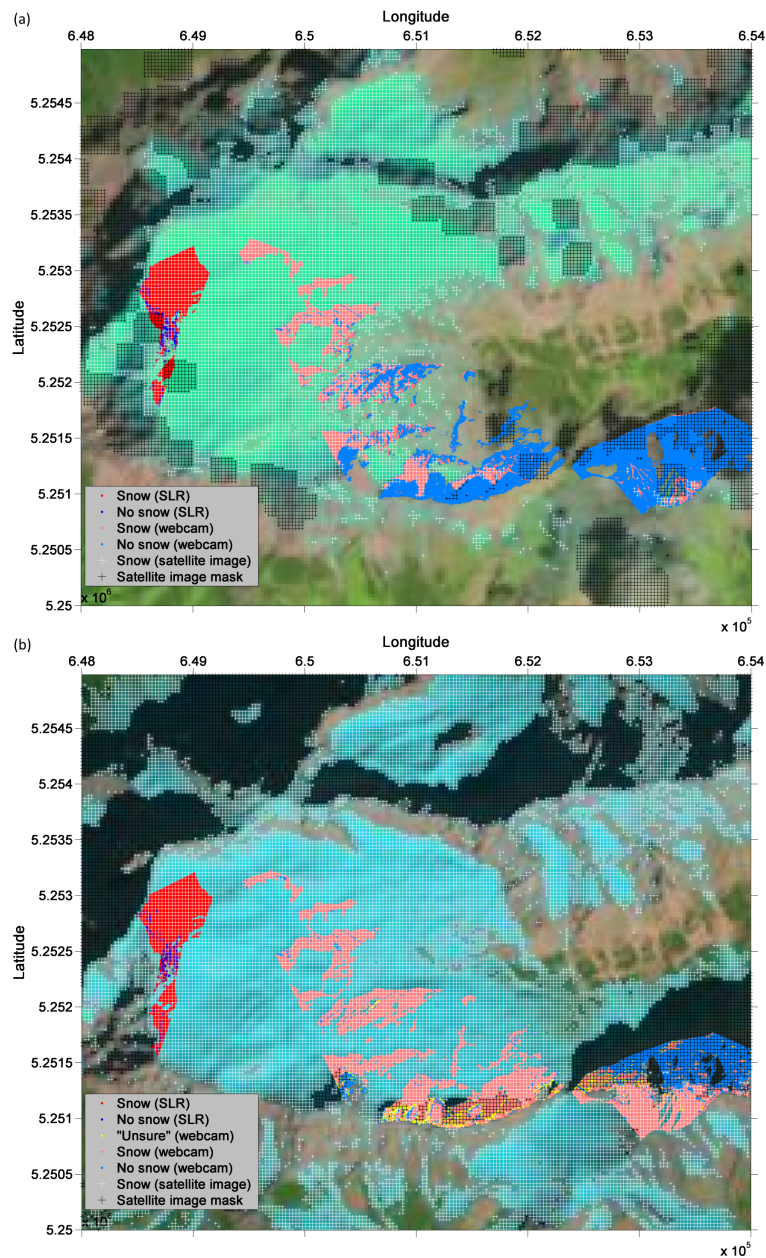 (a)
Longitude
6.48 6.49 6.5 6.51 6.52 6.53 6.54
Latitude
5.2545
5.254
5.2535
5.253
5.2525
5.252
5.2515
5.251
5.2505
5.25
Snow (SLR)
No snow (SLR)
Snow (webcam)
No snow (webcam)
Snow (satellite image)
Satellite image mask
x 10^6
x 10^5
(b)
Longitude
6.48 6.49 6.5 6.51 6.52 6.53 6.54
Latitude
5.2545
5.254
5.2535
5.253
5.2525
5.252
5.2515
5.251
5.2505
5.25
Snow (SLR)
No snow (SLR)
"Unsure" (webcam)
Snow (webcam)
No snow (webcam)
Snow (satellite image)
Satellite image mask
x 10^6
x 10^5